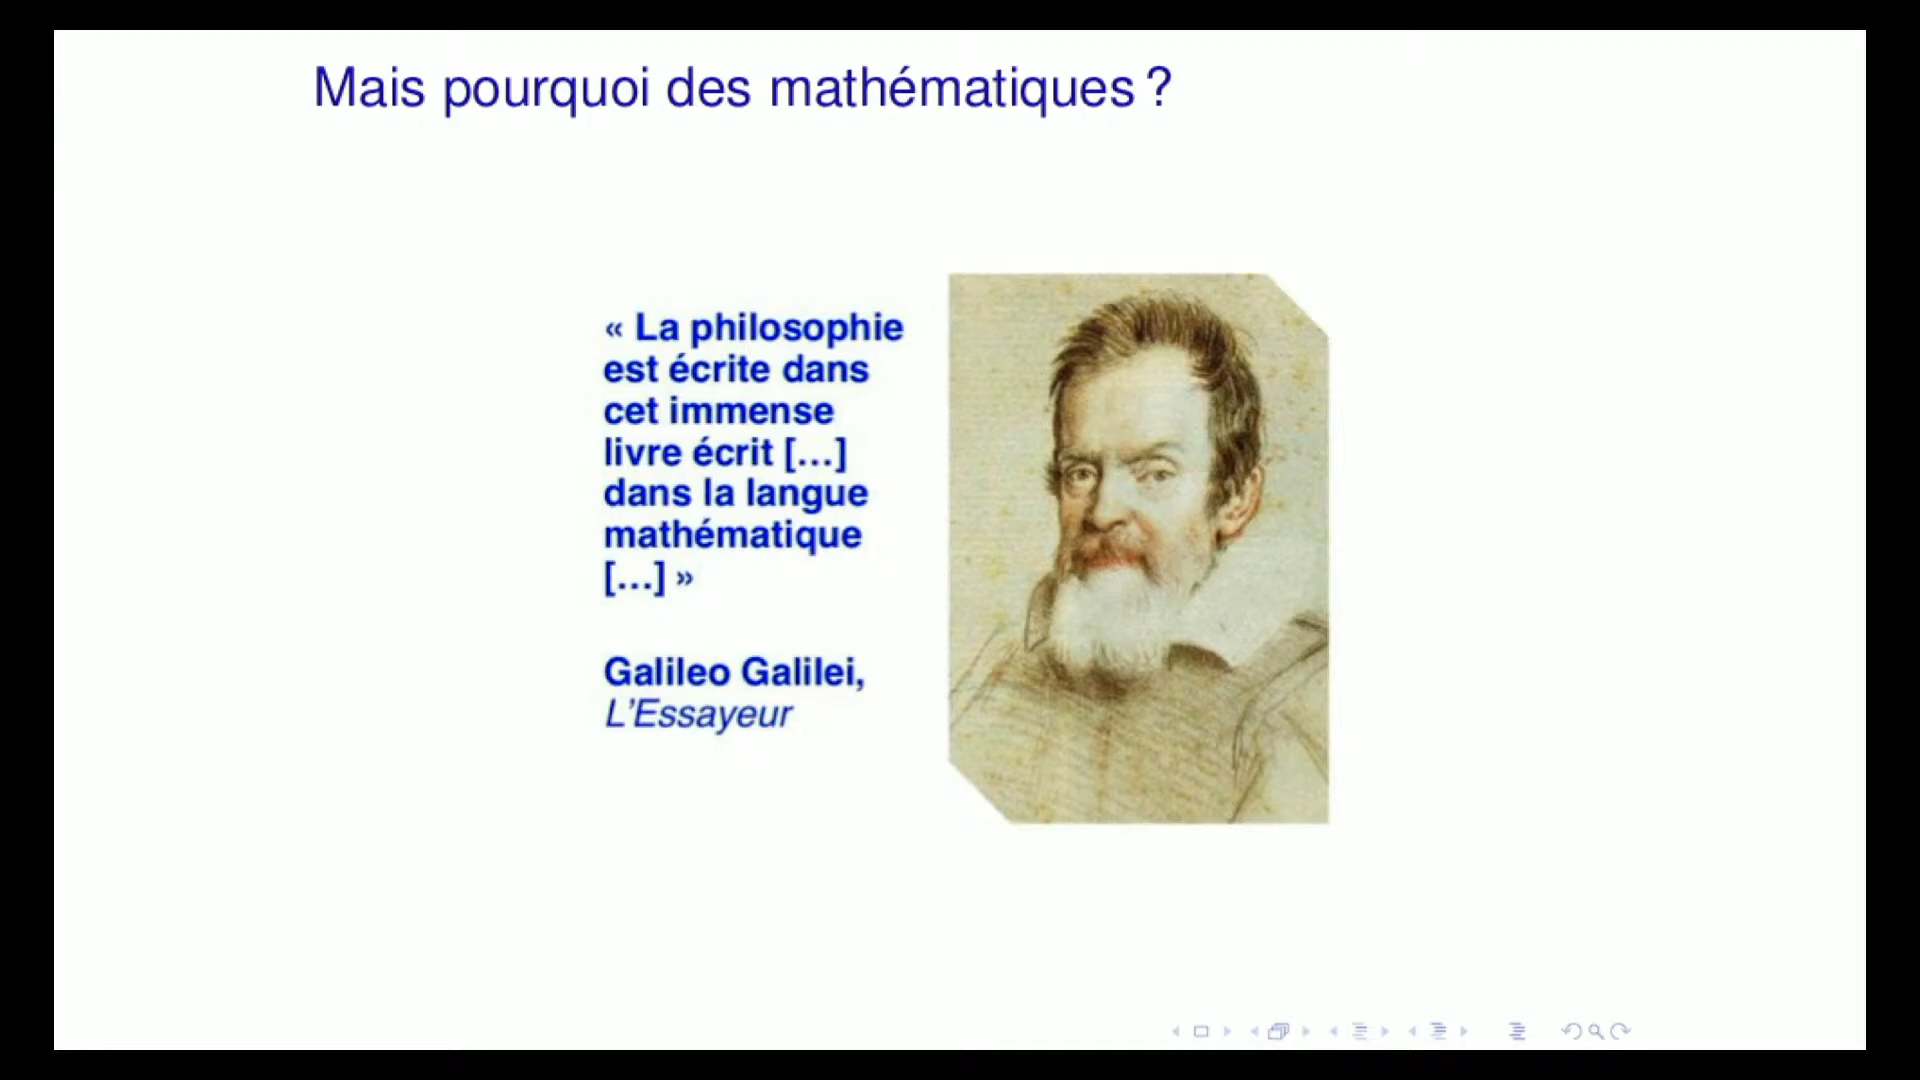 Mais pourquoi des mathématiques ?
« La philosophie
est écrite dans
cet immense
livre écrit [...]
dans la langue
mathématique
[...] »
Galileo Galilei,
L'Essayeur